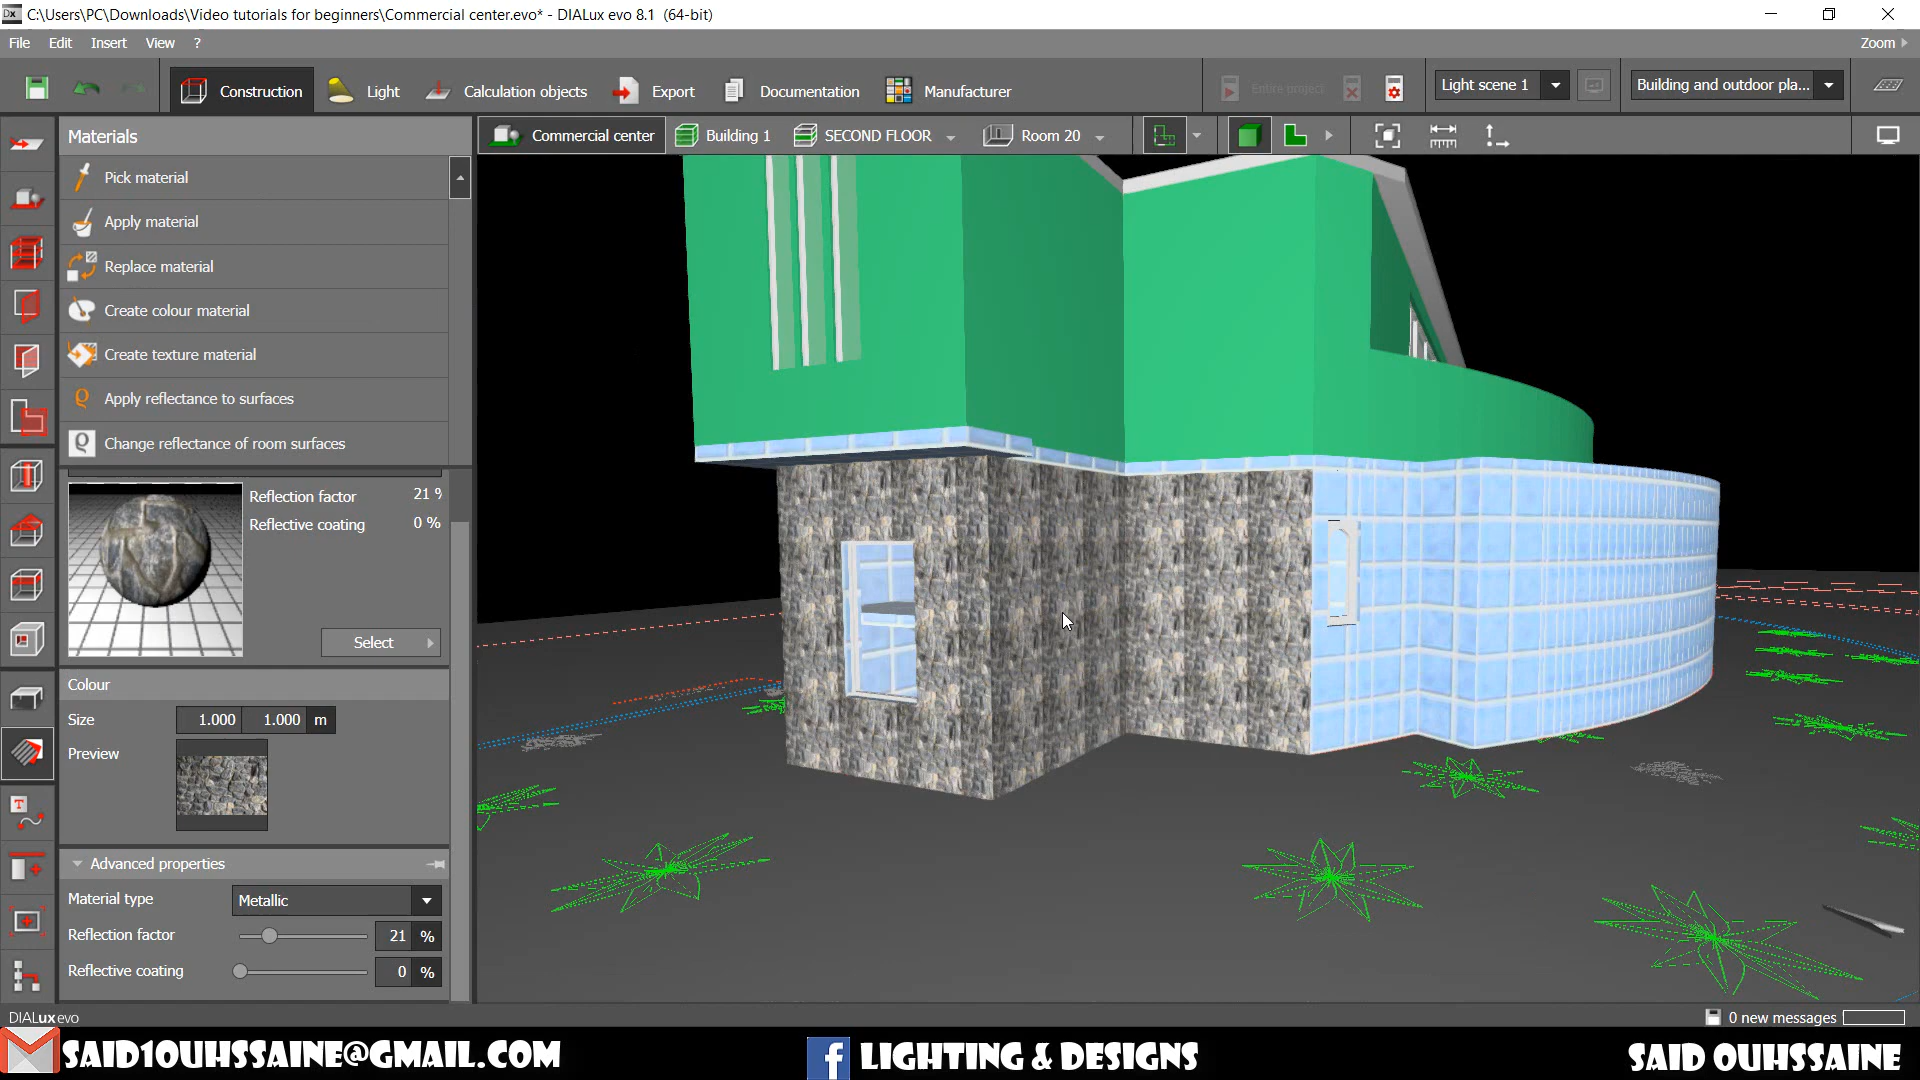 C:\Users\PC\Downloads\Video tutorials for beginners\Commercial center.evo* - DIALux evo 8.1 (64-bit)
File Edit Insert View ? Zoom
Construction Light Calculation objects Export Documentation Manufacturer Entire project Light scene 1 Building and outdoor pla...
Materials
Commercial center Building 1 SECOND FLOOR Room 20
Pick material
Apply material
Replace material
Create colour material
Create texture material
Apply reflectance to surfaces
Change reflectance of room surfaces
Reflection factor 21 %
Reflective coating 0 %
Select
Colour
Size 1.000 1.000 m
Preview
Advanced properties
Material type Metallic
Reflection factor 21 %
Reflective coating 0 %
DIALux evo
0 new messages
SAID1OUHSSAINE@GMAIL.COM
f LIGHTING & DESIGNS
SAID OUHSSAINE